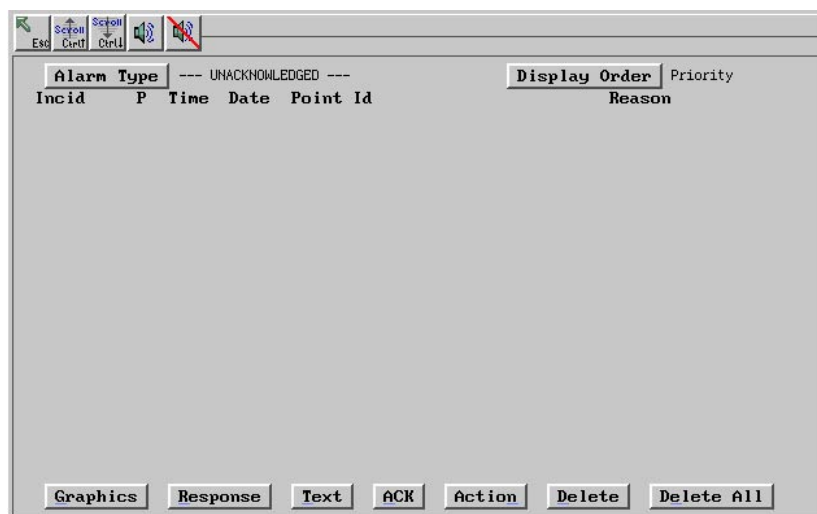 Esc Scroll Ctrl↑ Scroll Ctrl↓
Alarm Type --- UNACKNOWLEDGED --- Display Order Priority
Incid P Time Date Point Id Reason
Graphics Response Text ACK Action Delete Delete All